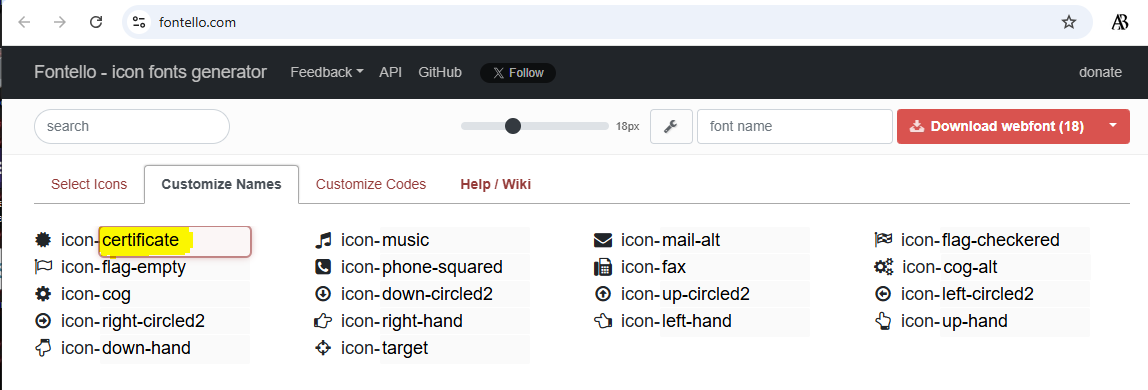 fontello.com
Fontello - icon fonts generator Feedback API GitHub X Follow donate
search 18px font name Download webfont (18)
Select Icons Customize Names Customize Codes Help / Wiki
icon-certificate icon-music icon-mail-alt icon-flag-checkered
icon-flag-empty icon-phone-squared icon-fax icon-cog-alt
icon-cog icon-down-circled2 icon-up-circled2 icon-left-circled2
icon-right-circled2 icon-right-hand icon-left-hand icon-up-hand
icon-down-hand icon-target